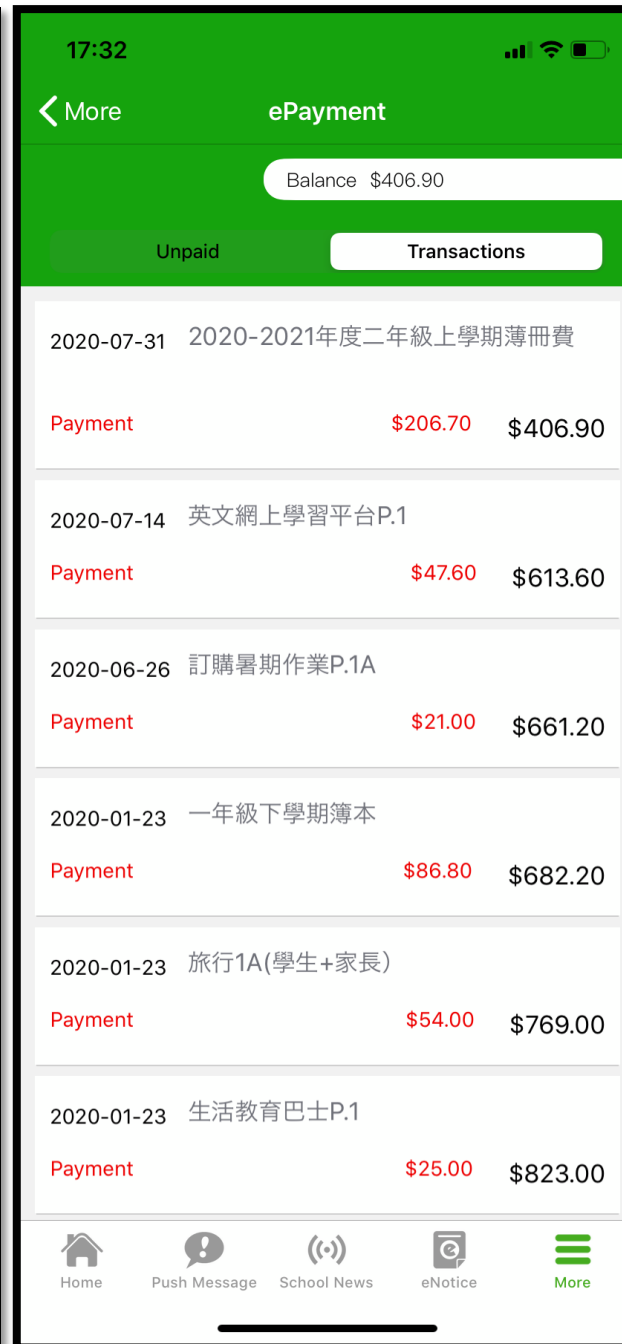 17:32
More ePayment
Balance $406.90
Unpaid Transactions
2020-07-31 2020-2021年度二年級上學期薄冊費
Payment $206.70 $406.90
2020-07-14 英文網上學習平台P.1
Payment $47.60 $613.60
2020-06-26 訂購暑期作業P.1A
Payment $21.00 $661.20
2020-01-23 一年級下學期簿本
Payment $86.80 $682.20
2020-01-23 旅行1A(學生+家長）
Payment $54.00 $769.00
2020-01-23 生活教育巴士P.1
Payment $25.00 $823.00
Home Push Message School News eNotice More